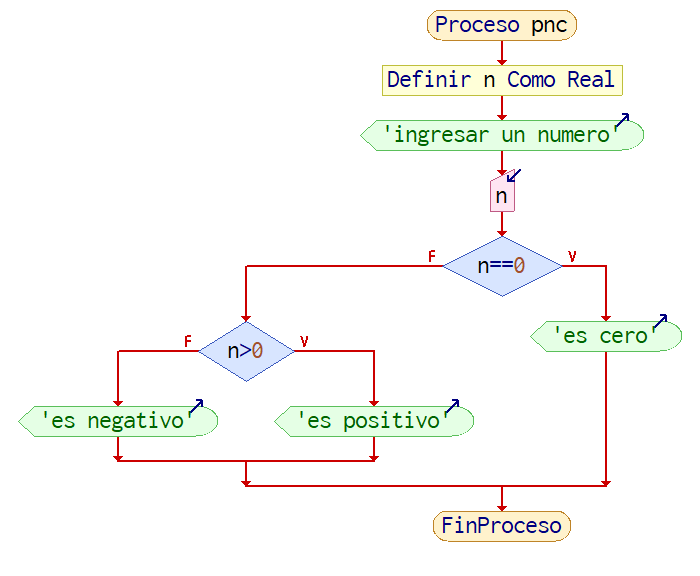 Proceso pnc
Definir n Como Real
'ingresar un numero'
n
n==0
F
V
n>0
F
V
'es cero'
'es negativo'
'es positivo'
FinProceso